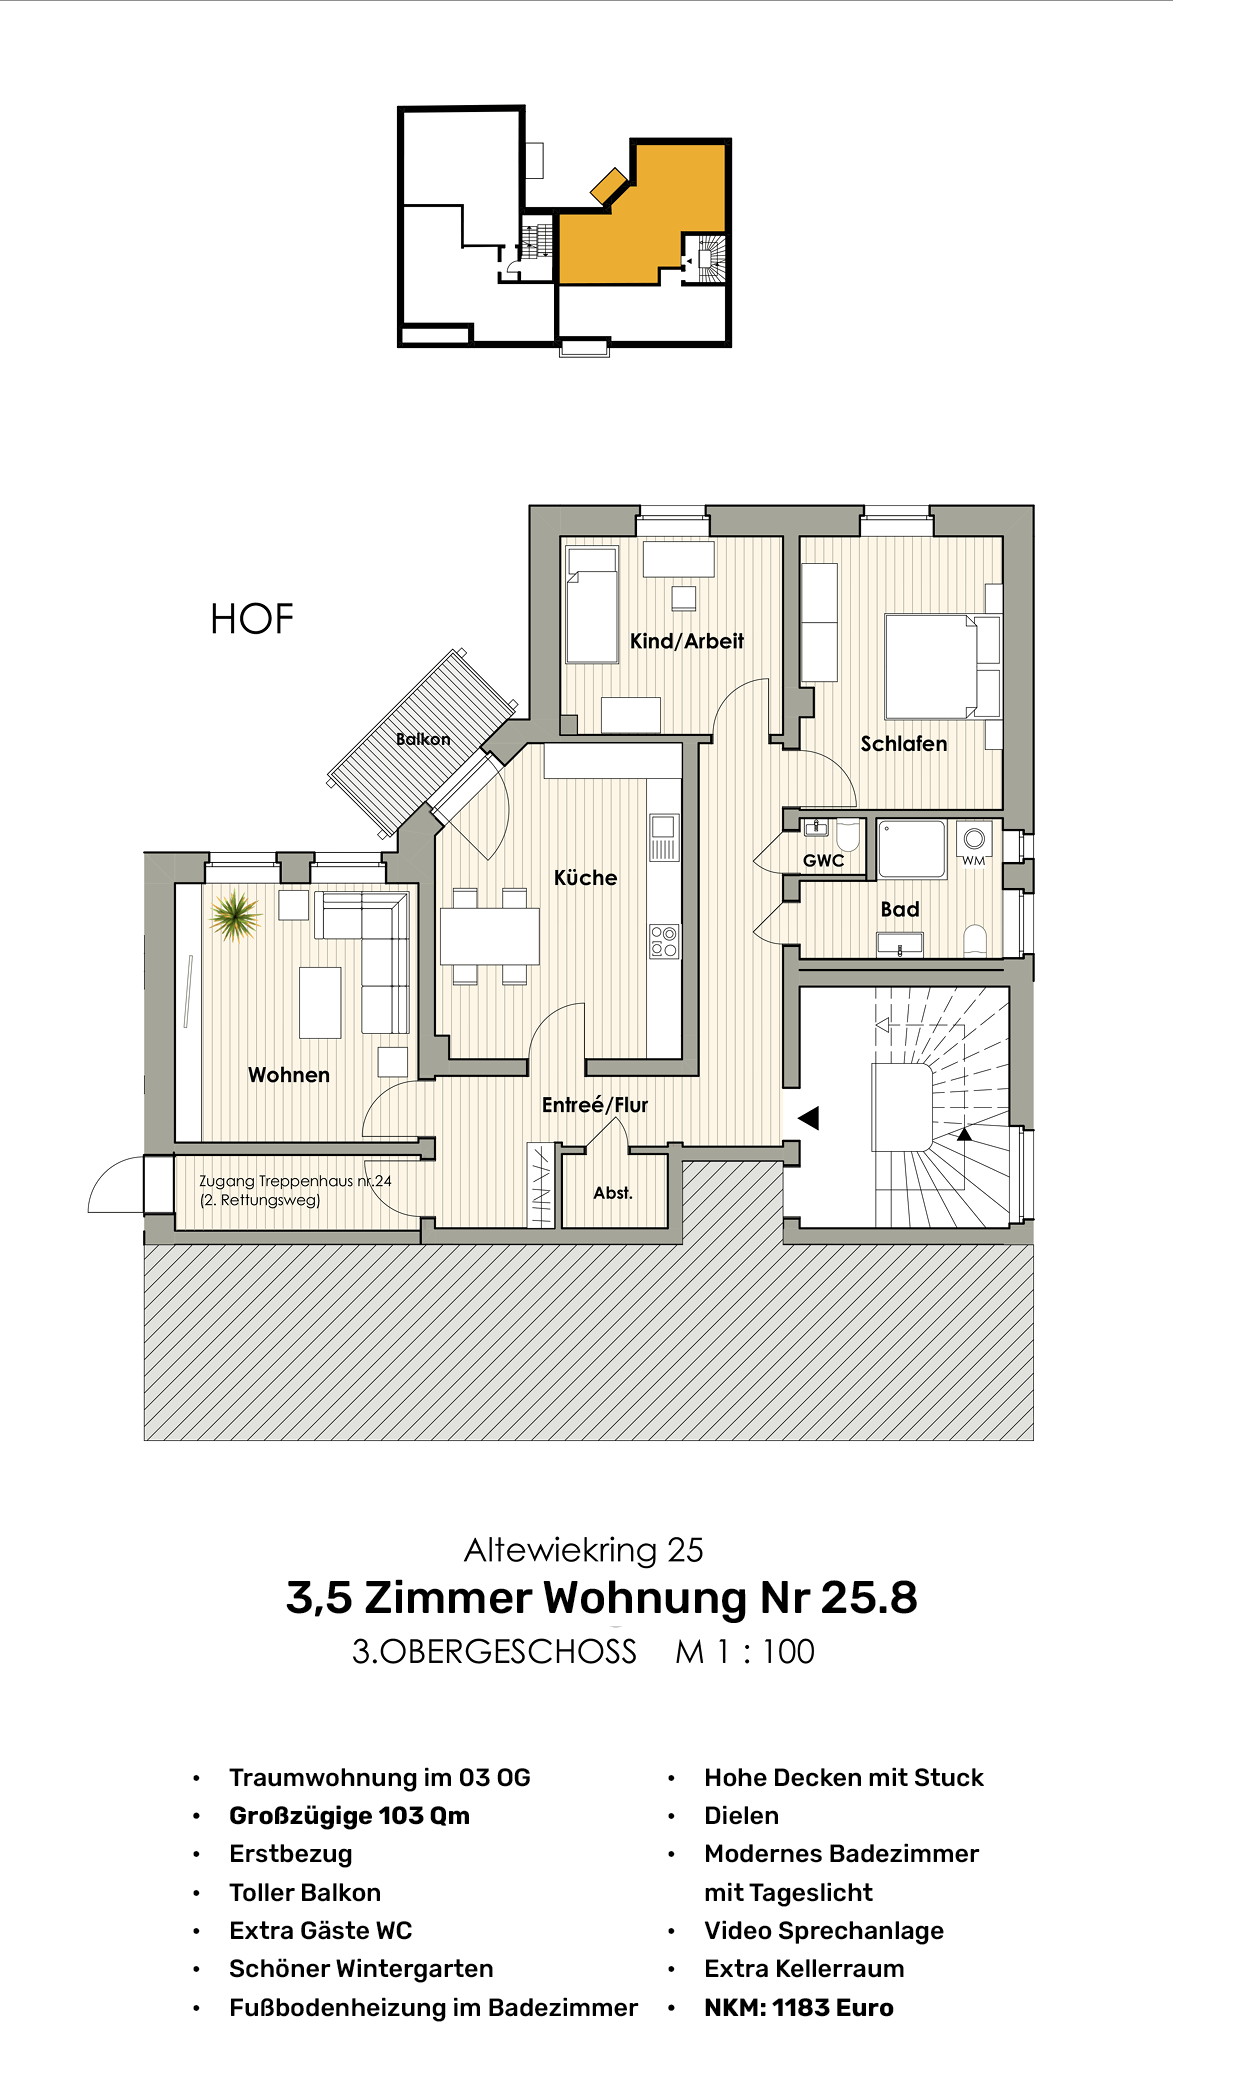 HOF
Kind/Arbeit
Balkon
Schlafen
Küche
GWC
WM
Bad
Wohnen
Entreé/Flur
Zugang Treppenhaus nr.24
(2. Rettungsweg)
Abst.
Altewiekring 25
3,5 Zimmer Wohnung Nr 25.8
3.OBERGESCHOSS M 1 : 100
• Traumwohnung im 03 OG
• Großzügige 103 Qm
• Erstbezug
• Toller Balkon
• Extra Gäste WC
• Schöner Wintergarten
• Fußbodenheizung im Badezimmer
• Hohe Decken mit Stuck
• Dielen
• Modernes Badezimmer
mit Tageslicht
• Video Sprechanlage
• Extra Kellerraum
• NKM: 1183 Euro